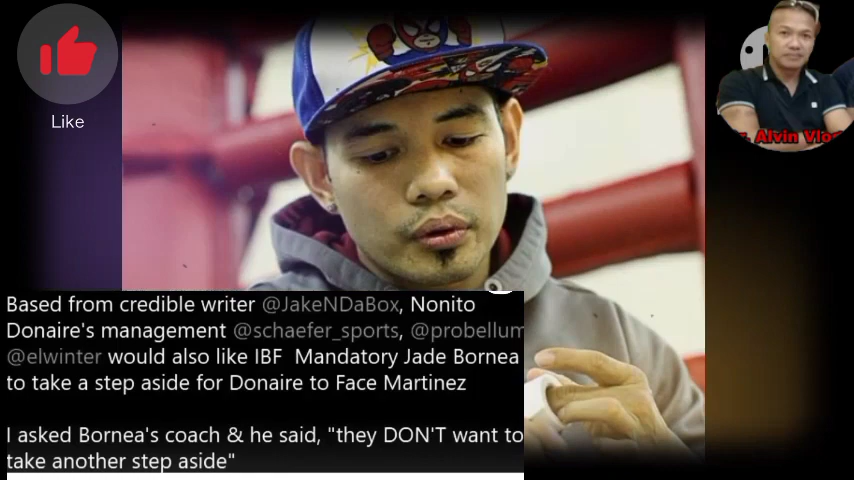 Like
. Alvin Vlo
Based from credible writer @JakeNDaBox, Nonito
Donaire's management @schaefer_sports, @probellum
@elwinter would also like IBF  Mandatory Jade Bornea
to take a step aside for Donaire to Face Martinez
I asked Bornea's coach & he said, "they DON'T want to
take another step aside"